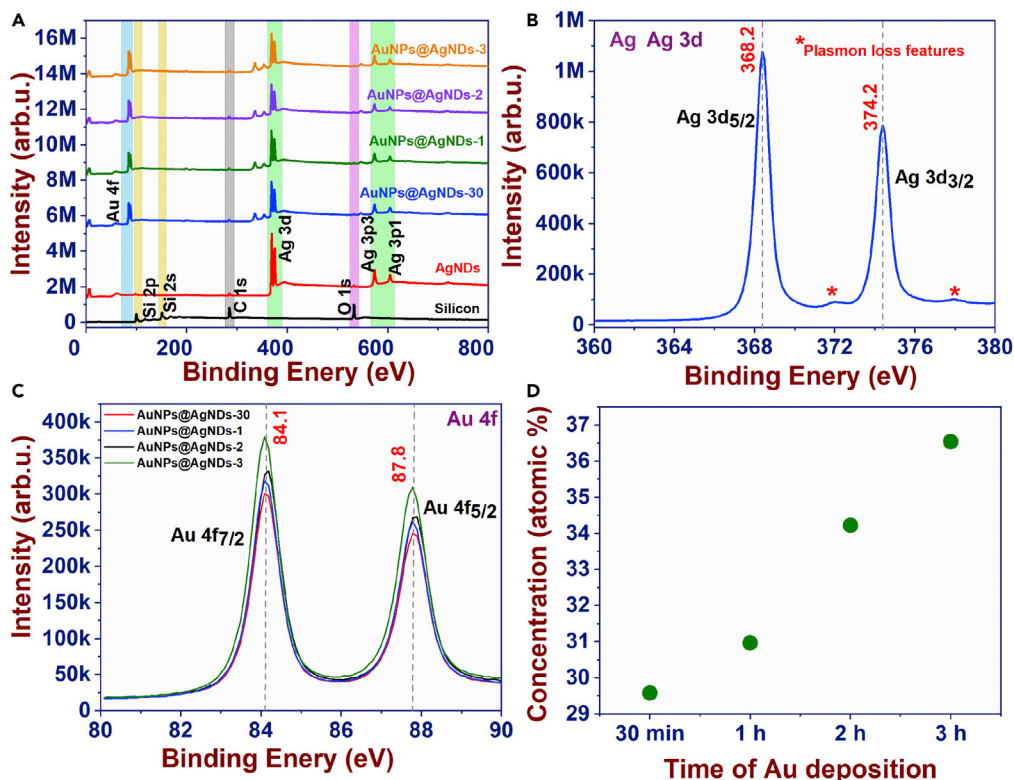 A
Intensity (arb.u.)
16M
14M
12M
10M
8M
6M
4M
2M
0M
AuNPs@AgNDs-3
AuNPs@AgNDs-2
AuNPs@AgNDs-1
AuNPs@AgNDs-30
AgNDs
Silicon
Au 4f
Si 2p
Si 2s
C 1s
Ag 3d
O 1s
Ag 3p3
Ag 3p1
0 200 400 600 800
Binding Enery (eV)
B
Intensity (arb.u.)
1M
1M
800k
600k
400k
200k
0
Ag Ag 3d
*Plasmon loss features
368.2
374.2
Ag 3d5/2
Ag 3d3/2
* *
360 364 368 372 376 380
Binding Enery (eV)
C
Intensity (arb.u.)
400k
350k
300k
250k
200k
150k
100k
50k
0
AuNPs@AgNDs-30
AuNPs@AgNDs-1
AuNPs@AgNDs-2
AuNPs@AgNDs-3
Au 4f
84.1
87.8
Au 4f7/2
Au 4f5/2
80 82 84 86 88 90
Binding Enery (eV)
D
Concentration (atomic %)
37
36
35
34
33
32
31
30
29
30 min 1 h 2 h 3 h
Time of Au deposition